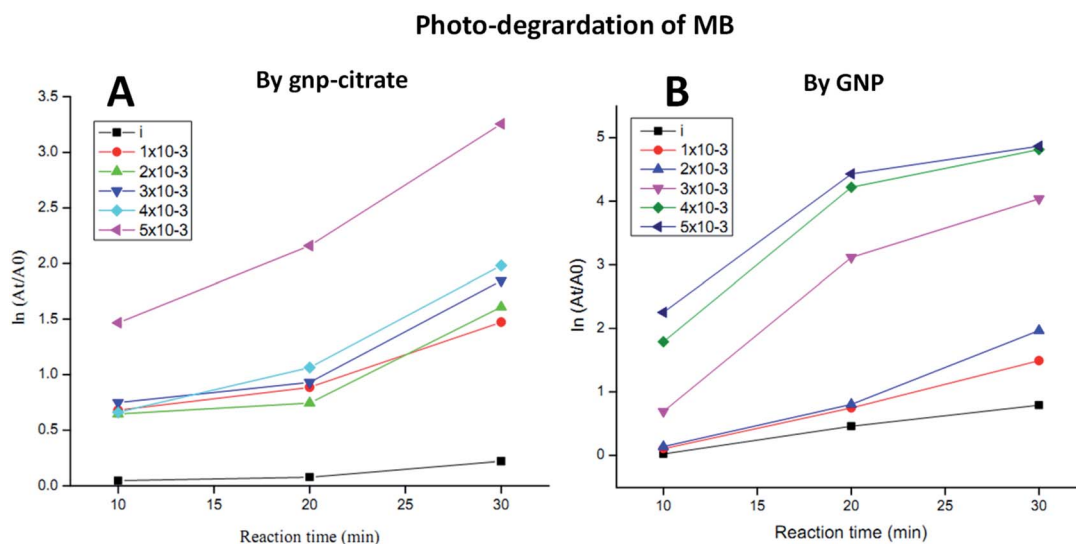 Photo-degrardation of MB
A
By gnp-citrate
3.5
3.0
2.5
2.0
1.5
1.0
0.5
0.0
ln (At/A0)
i
1x10-3
2x10-3
3x10-3
4x10-3
5x10-3
10
15
20
25
30
Reaction time (min)
B
By GNP
5
4
3
2
1
0
ln (At/A0)
i
1x10-3
2x10-3
3x10-3
4x10-3
5x10-3
10
15
20
25
30
Reaction time (min)